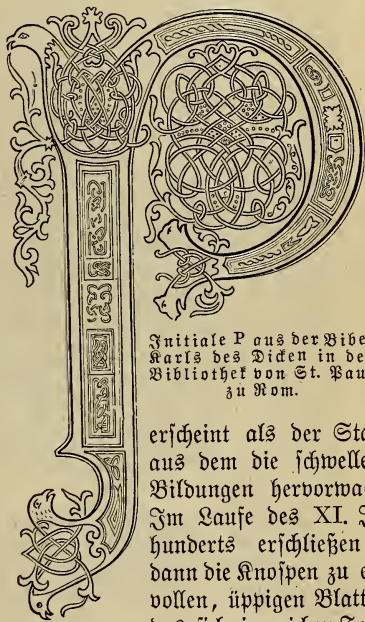 Initiale P aus der Bibe
Karls des Dicken in de
Bibliothek von St. Pau
zu Rom.
erscheint als der Sta
aus dem die schwelle
Bildungen hervorwa
Im Laufe des XI. J
hunderts erschließen
dann die Knospen zu e
vollen, üppigen Blatt